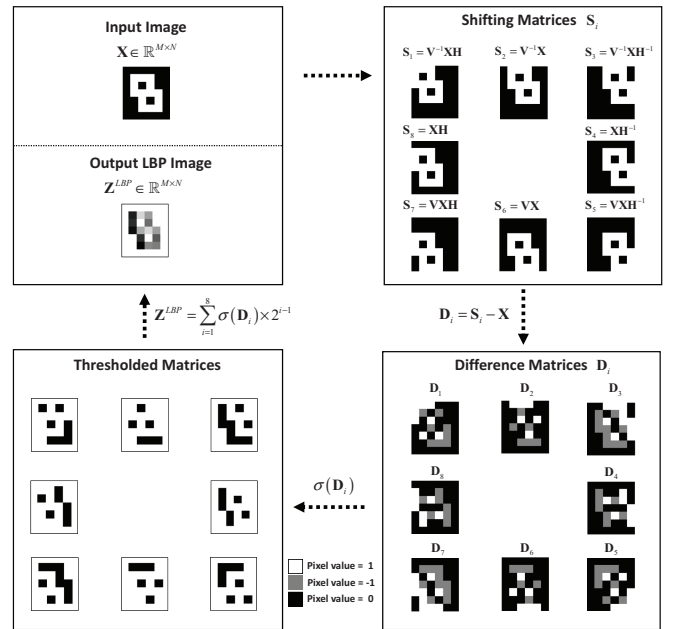 Input Image
X ∈ ℝ^{M×N}
Output LBP Image
Z^{LBP} ∈ ℝ^{M×N}
Shifting Matrices S_i
S_1 = V^{-1}XH S_2 = V^{-1}X S_3 = V^{-1}XH^{-1}
S_8 = XH S_4 = XH^{-1}
S_7 = VXH S_6 = VX S_5 = VXH^{-1}
D_i = S_i − X
Z^{LBP} = \sum_{i=1}^{8} σ(D_i) × 2^{i-1}
Thresholded Matrices
Difference Matrices D_i
D_1 D_2 D_3
D_8 D_4
D_7 D_6 D_5
σ(D_i)
Pixel value = 1
Pixel value = -1
Pixel value = 0